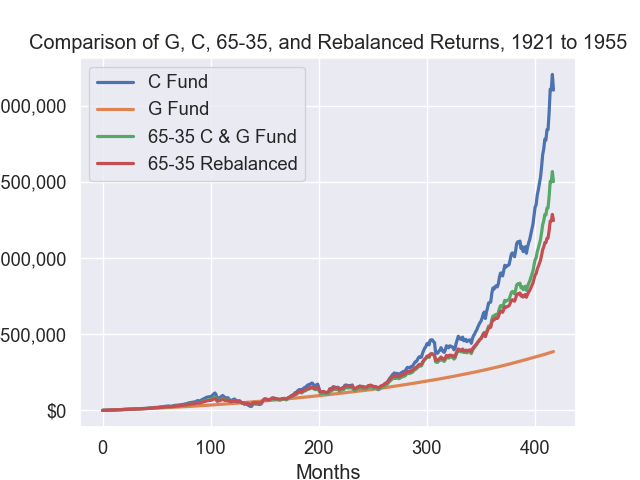 Comparison of G, C, 65-35, and Rebalanced Returns, 1921 to 1955
C Fund
G Fund
65-35 C & G Fund
65-35 Rebalanced
000,000
500,000
000,000
500,000
$0
0 100 200 300 400
Months